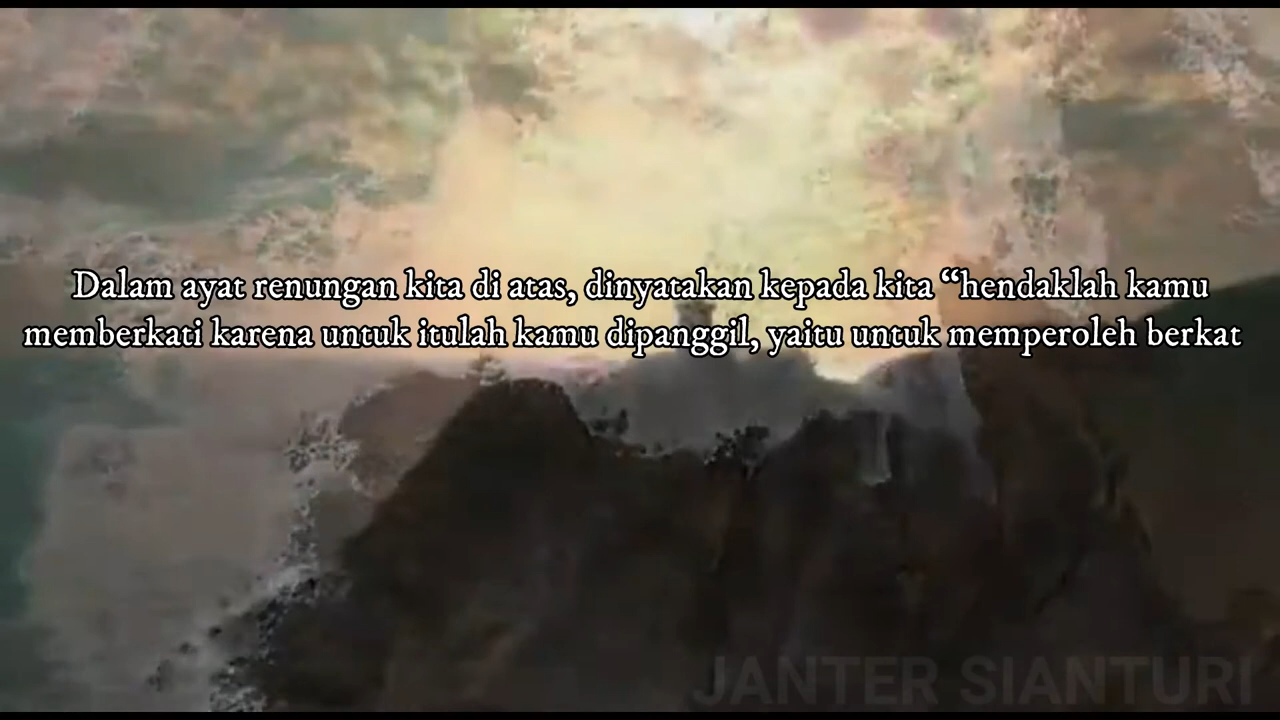 Dalam ayat renungan kita di atas, dinyatakan kepada kita “hendaklah kamu
memberkati karena untuk itulah kamu dipanggil, yaitu untuk memperoleh berkat
JANTER SIANTURI